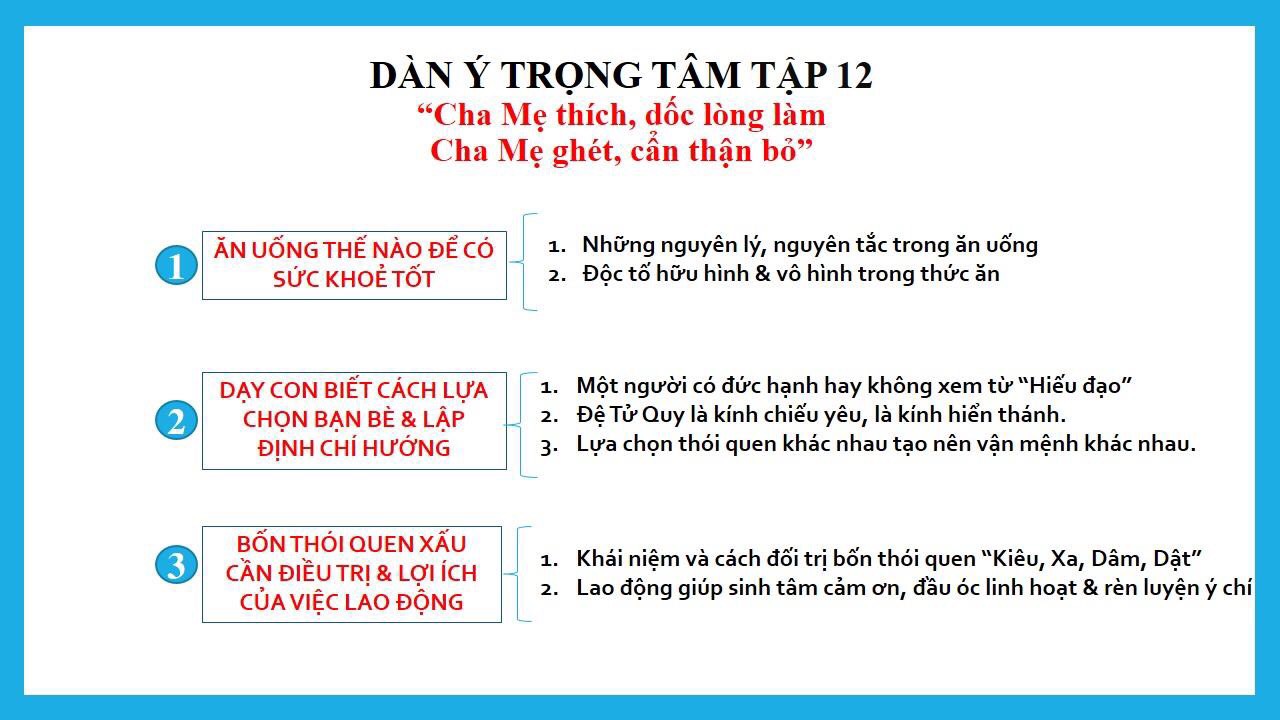 DÀN Ý TRỌNG TÂM TẬP 12
“Cha Mẹ thích, dốc lòng làm
Cha Mẹ ghét, cẩn thận bỏ”
1
ĂN UỐNG THẾ NÀO ĐỂ CÓ
SỨC KHOẺ TỐT
1. Những nguyên lý, nguyên tắc trong ăn uống
2. Độc tố hữu hình & vô hình trong thức ăn
2
DẠY CON BIẾT CÁCH LỰA
CHỌN BẠN BÈ & LẬP
ĐỊNH CHÍ HƯỚNG
1. Một người có đức hạnh hay không xem từ “Hiếu đạo”
2. Đệ Tử Quy là kính chiếu yêu, là kính hiển thánh.
3. Lựa chọn thói quen khác nhau tạo nên vận mệnh khác nhau.
3
BỐN THÓI QUEN XẤU
CẦN ĐIỀU TRỊ & LỢI ÍCH
CỦA VIỆC LAO ĐỘNG
1. Khái niệm và cách đối trị bốn thói quen “Kiêu, Xa, Dâm, Dật”
2. Lao động giúp sinh tâm cảm ơn, đầu óc linh hoạt & rèn luyện ý chí